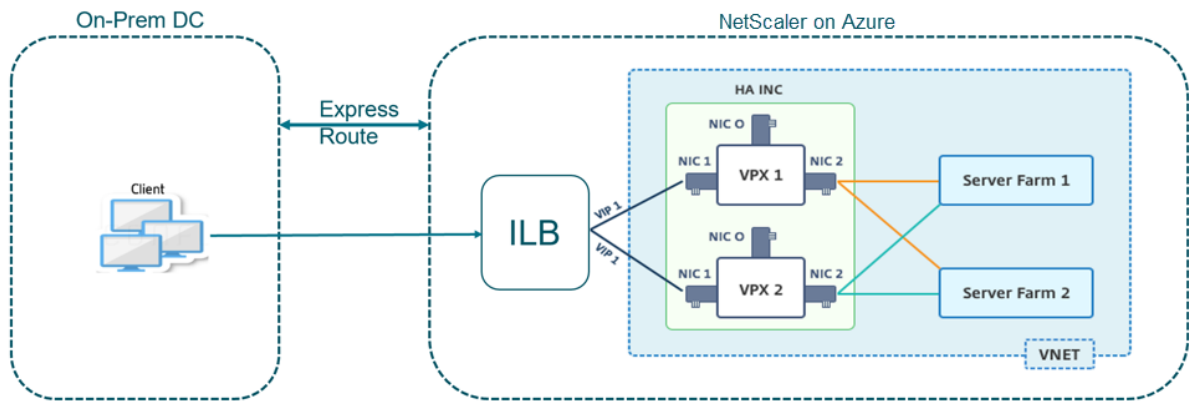 On-Prem DC
NetScaler on Azure
Express
Route
Client
ILB
VIP 1
VIP 1
HA INC
NIC O
NIC 1
VPX 1
NIC 2
NIC O
NIC 1
VPX 2
NIC 2
Server Farm 1
Server Farm 2
VNET